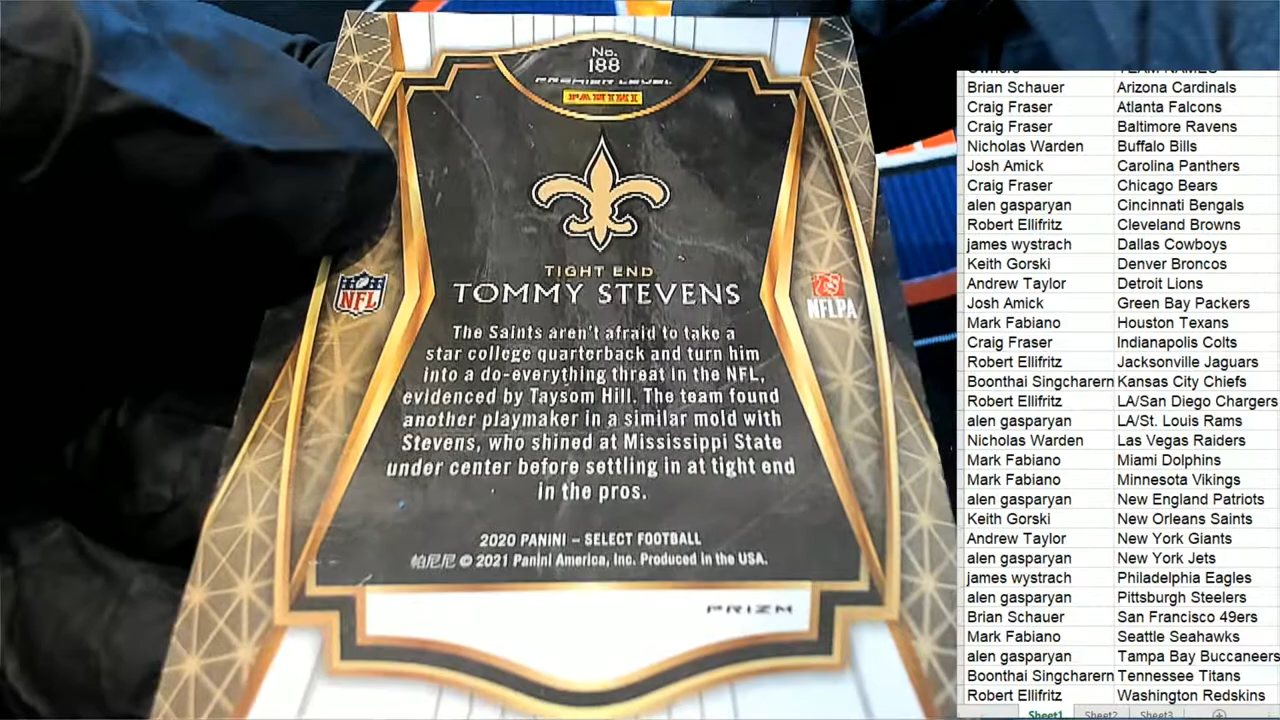 No.
188
PREMIER LEVEL
PANINI
TIGHT END
TOMMY STEVENS
NFL
NFLPA
The Saints aren't afraid to take a
star college quarterback and turn him
into a do-everything threat in the NFL,
evidenced by Taysom Hill. The team found
another playmaker in a similar mold with
Stevens, who shined at Mississippi State
under center before settling in at tight end
in the pros.
2020 PANINI – SELECT FOOTBALL
帕尼尼 © 2021 Panini America, Inc. Produced in the USA.
PRIZM
Owners TEAM NAMES
Brian Schauer Arizona Cardinals
Craig Fraser Atlanta Falcons
Craig Fraser Baltimore Ravens
Nicholas Warden Buffalo Bills
Josh Amick Carolina Panthers
Craig Fraser Chicago Bears
alen gasparyan Cincinnati Bengals
Robert Ellifritz Cleveland Browns
james wystrach Dallas Cowboys
Keith Gorski Denver Broncos
Andrew Taylor Detroit Lions
Josh Amick Green Bay Packers
Mark Fabiano Houston Texans
Craig Fraser Indianapolis Colts
Robert Ellifritz Jacksonville Jaguars
Boonthai Singcharern Kansas City Chiefs
Robert Ellifritz LA/San Diego Chargers
alen gasparyan LA/St. Louis Rams
Nicholas Warden Las Vegas Raiders
Mark Fabiano Miami Dolphins
Mark Fabiano Minnesota Vikings
alen gasparyan New England Patriots
Keith Gorski New Orleans Saints
Andrew Taylor New York Giants
alen gasparyan New York Jets
james wystrach Philadelphia Eagles
alen gasparyan Pittsburgh Steelers
Brian Schauer San Francisco 49ers
Mark Fabiano Seattle Seahawks
alen gasparyan Tampa Bay Buccaneers
Boonthai Singcharern Tennessee Titans
Robert Ellifritz Washington Redskins
Sheet1 Sheet2 Sheet3